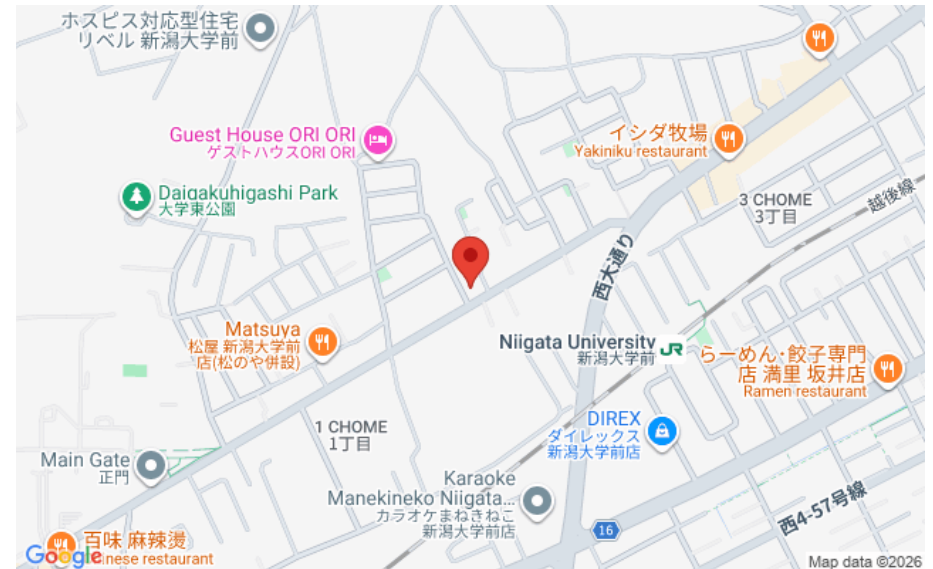 ホスピス対応型住宅
リベル 新潟大学前
Guest House ORI ORI
ゲストハウスORI ORI
イシダ牧場
Yakiniku restaurant
Daigakuhigashi Park
大学東公園
3 CHOME
3丁目
越後線
西大通り
Matsuya
松屋 新潟大学前
店(松のや併設)
Niigata University
新潟大学前
JR
らーめん・餃子専門
店 満里 坂井店
Ramen restaurant
1 CHOME
1丁目
DIREX
ダイレックス
新潟大学前店
Main Gate
正門
Karaoke
Manekineko Niigata...
カラオケまねきねこ
新潟大学前店
西4-57号線
16
百味 麻辣烫
Google
inese restaurant
Map data ©2026